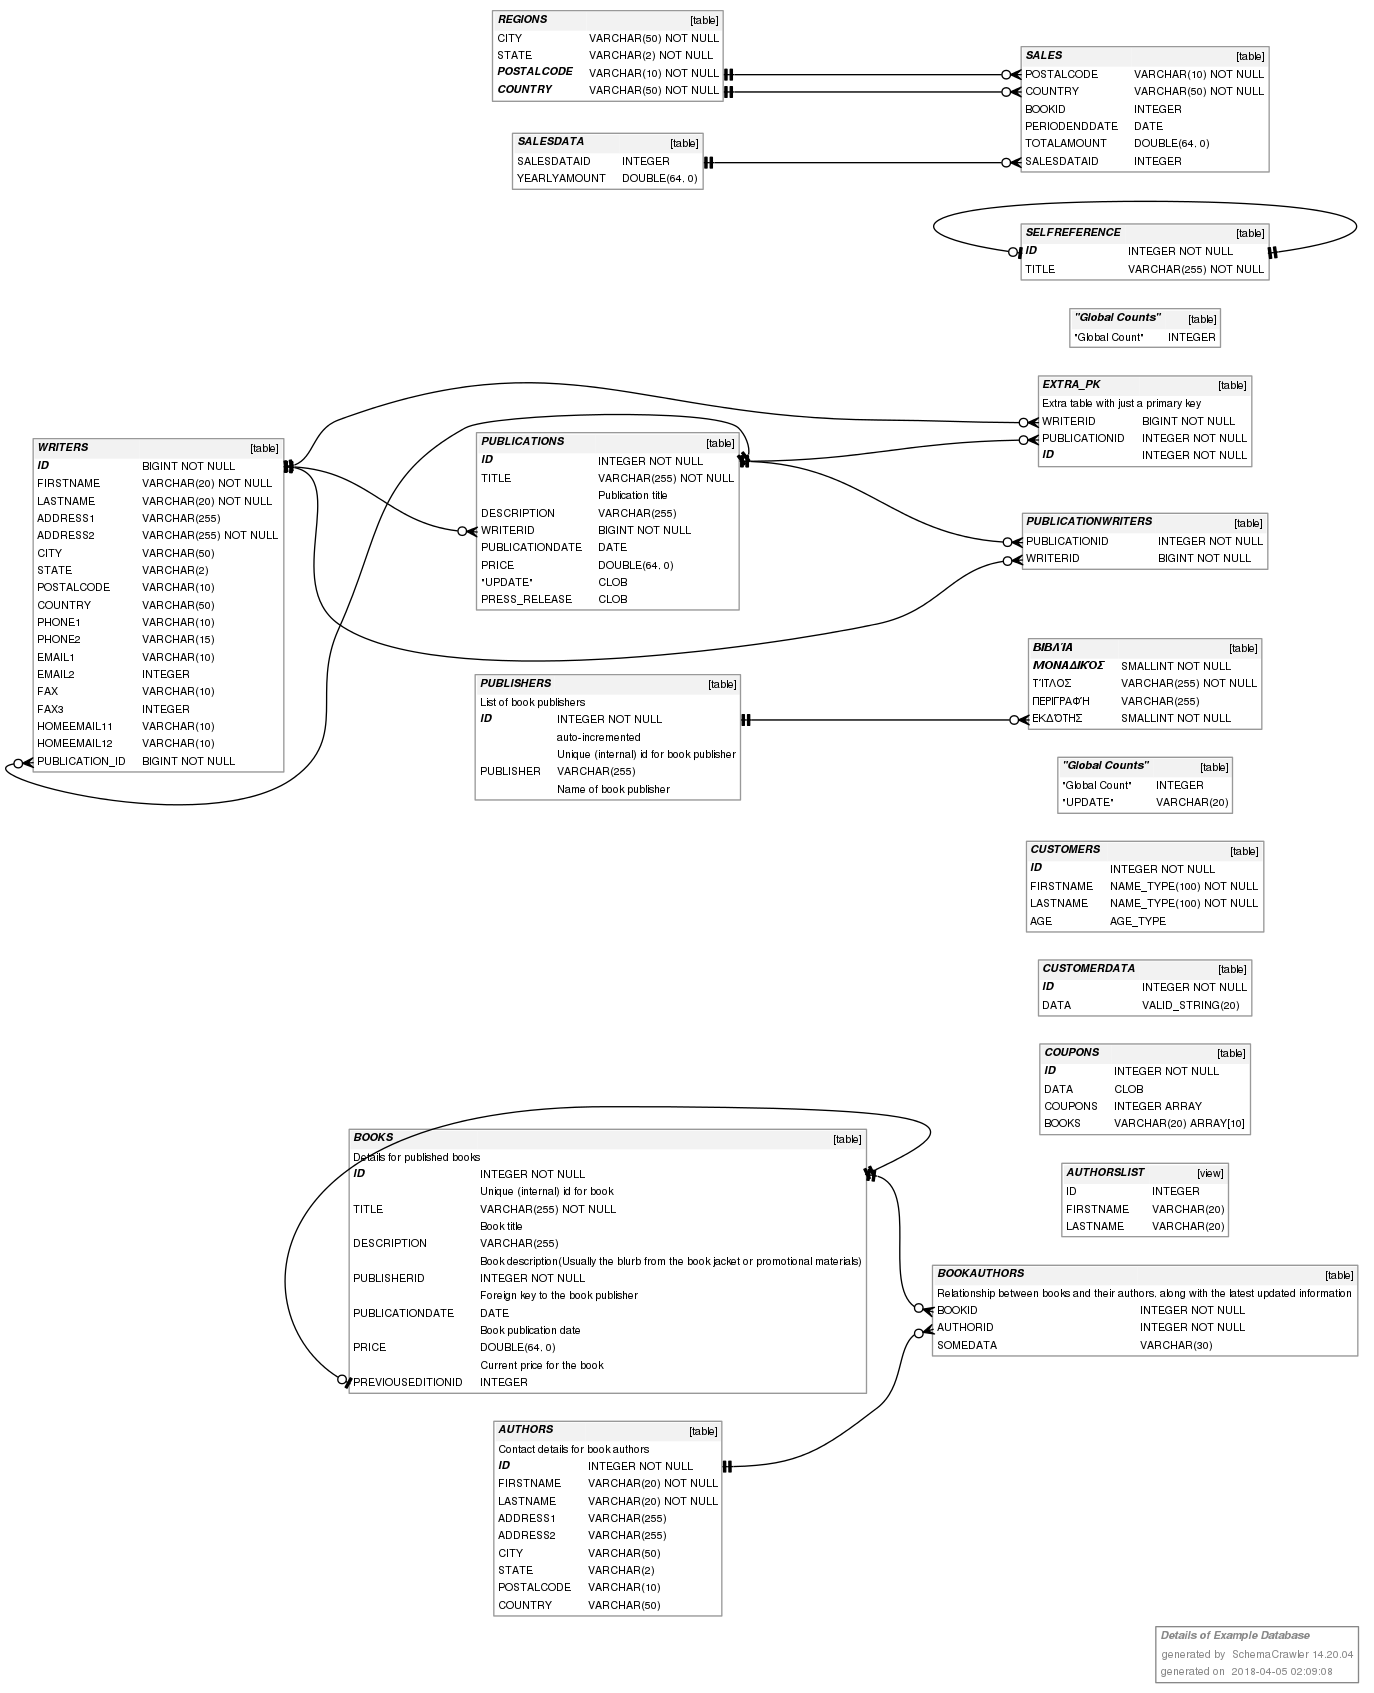 REGIONS [table]
CITY VARCHAR(50) NOT NULL
STATE VARCHAR(2) NOT NULL
POSTALCODE VARCHAR(10) NOT NULL
COUNTRY VARCHAR(50) NOT NULL
SALES [table]
POSTALCODE VARCHAR(10) NOT NULL
COUNTRY VARCHAR(50) NOT NULL
BOOKID INTEGER
PERIODENDDATE DATE
TOTALAMOUNT DOUBLE(64, 0)
SALESDATAID INTEGER
SALESDATA [table]
SALESDATAID INTEGER
YEARLYAMOUNT DOUBLE(64, 0)
SELFREFERENCE [table]
ID INTEGER NOT NULL
TITLE VARCHAR(255) NOT NULL
"Global Counts" [table]
"Global Count" INTEGER
EXTRA_PK [table]
Extra table with just a primary key
WRITERID BIGINT NOT NULL
PUBLICATIONID INTEGER NOT NULL
ID INTEGER NOT NULL
WRITERS [table]
ID BIGINT NOT NULL
FIRSTNAME VARCHAR(20) NOT NULL
LASTNAME VARCHAR(20) NOT NULL
ADDRESS1 VARCHAR(255)
ADDRESS2 VARCHAR(255) NOT NULL
CITY VARCHAR(50)
STATE VARCHAR(2)
POSTALCODE VARCHAR(10)
COUNTRY VARCHAR(50)
PHONE1 VARCHAR(10)
PHONE2 VARCHAR(15)
EMAIL1 VARCHAR(10)
EMAIL2 INTEGER
FAX VARCHAR(10)
FAX3 INTEGER
HOMEEMAIL11 VARCHAR(10)
HOMEEMAIL12 VARCHAR(10)
PUBLICATION_ID BIGINT NOT NULL
PUBLICATIONS [table]
ID INTEGER NOT NULL
TITLE VARCHAR(255) NOT NULL
Publication title
DESCRIPTION VARCHAR(255)
WRITERID BIGINT NOT NULL
PUBLICATIONDATE DATE
PRICE DOUBLE(64, 0)
"UPDATE" CLOB
PRESS_RELEASE CLOB
PUBLICATIONWRITERS [table]
PUBLICATIONID INTEGER NOT NULL
WRITERID BIGINT NOT NULL
PUBLISHERS [table]
List of book publishers
ID INTEGER NOT NULL
auto-incremented
Unique (internal) id for book publisher
PUBLISHER VARCHAR(255)
Name of book publisher
ΒΙΒΛΊΑ [table]
ΜΟΝΑΔΙΚΌΣ SMALLINT NOT NULL
ΤΊΤΛΟΣ VARCHAR(255) NOT NULL
ΠΕΡΙΓΡΑΦΉ VARCHAR(255)
ΕΚΔΌΤΗΣ SMALLINT NOT NULL
"Global Counts" [table]
"Global Count" INTEGER
"UPDATE" VARCHAR(20)
CUSTOMERS [table]
ID INTEGER NOT NULL
FIRSTNAME NAME_TYPE(100) NOT NULL
LASTNAME NAME_TYPE(100) NOT NULL
AGE AGE_TYPE
CUSTOMERDATA [table]
ID INTEGER NOT NULL
DATA VALID_STRING(20)
COUPONS [table]
ID INTEGER NOT NULL
DATA CLOB
COUPONS INTEGER ARRAY
BOOKS VARCHAR(20) ARRAY[10]
AUTHORSLIST [view]
ID INTEGER
FIRSTNAME VARCHAR(20)
LASTNAME VARCHAR(20)
BOOKS [table]
Details for published books
ID INTEGER NOT NULL
Unique (internal) id for book
TITLE VARCHAR(255) NOT NULL
Book title
DESCRIPTION VARCHAR(255)
Book description(Usually the blurb from the book jacket or promotional materials)
PUBLISHERID INTEGER NOT NULL
Foreign key to the book publisher
PUBLICATIONDATE DATE
Book publication date
PRICE DOUBLE(64, 0)
Current price for the book
PREVIOUSEDITIONID INTEGER
BOOKAUTHORS [table]
Relationship between books and their authors, along with the latest updated information
BOOKID INTEGER NOT NULL
AUTHORID INTEGER NOT NULL
SOMEDATA VARCHAR(30)
AUTHORS [table]
Contact details for book authors
ID INTEGER NOT NULL
FIRSTNAME VARCHAR(20) NOT NULL
LASTNAME VARCHAR(20) NOT NULL
ADDRESS1 VARCHAR(255)
ADDRESS2 VARCHAR(255)
CITY VARCHAR(50)
STATE VARCHAR(2)
POSTALCODE VARCHAR(10)
COUNTRY VARCHAR(50)
Details of Example Database
generated by SchemaCrawler 14.20.04
generated on 2018-04-05 02:09:08